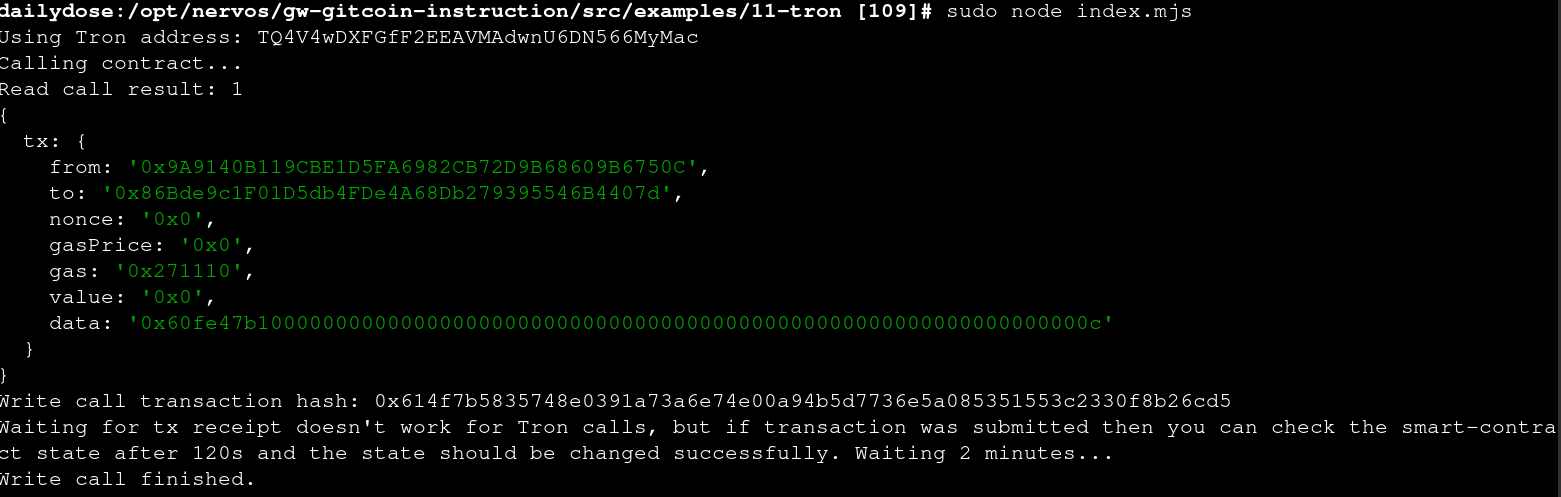 dailydose:/opt/nervos/gw-gitcoin-instruction/src/examples/11-tron [109]# sudo node index.mjs
Using Tron address: TQ4V4wDXFGfF2EEAVMAdwnU6DN566MyMac
Calling contract...
Read call result: 1
{
  tx: {
    from: '0x9A9140B119CBE1D5FA6982CB72D9B68609B6750C',
    to: '0x86Bde9c1F01D5db4FDe4A68Db279395546B4407d',
    nonce: '0x0',
    gasPrice: '0x0',
    gas: '0x271110',
    value: '0x0',
    data: '0x60fe47b1000000000000000000000000000000000000000000000000000000000000000c'
  }
}
Write call transaction hash: 0x614f7b5835748e0391a73a6e74e00a94b5d7736e5a085351553c2330f8b26cd5
Waiting for tx receipt doesn't work for Tron calls, but if transaction was submitted then you can check the smart-contra
ct state after 120s and the state should be changed successfully. Waiting 2 minutes...
Write call finished.